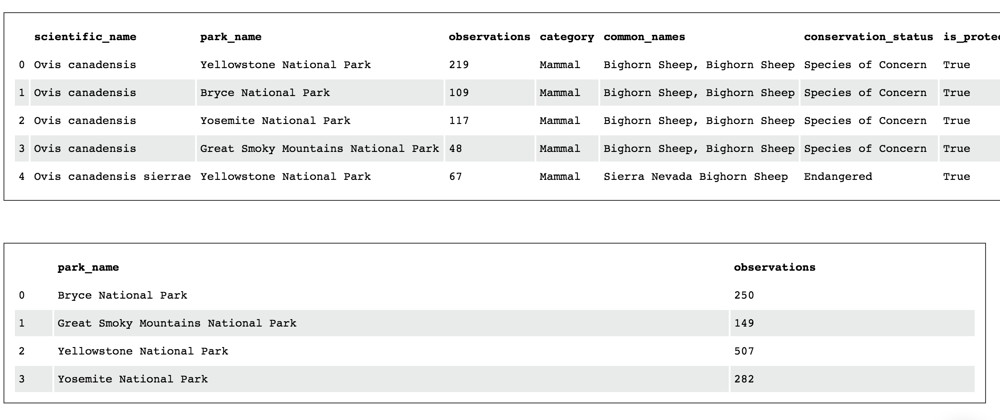 scientific_name park_name observations category common_names conservation_status is_protec
0 Ovis canadensis Yellowstone National Park 219 Mammal Bighorn Sheep, Bighorn Sheep Species of Concern True
1 Ovis canadensis Bryce National Park 109 Mammal Bighorn Sheep, Bighorn Sheep Species of Concern True
2 Ovis canadensis Yosemite National Park 117 Mammal Bighorn Sheep, Bighorn Sheep Species of Concern True
3 Ovis canadensis Great Smoky Mountains National Park 48 Mammal Bighorn Sheep, Bighorn Sheep Species of Concern True
4 Ovis canadensis sierrae Yellowstone National Park 67 Mammal Sierra Nevada Bighorn Sheep Endangered True
park_name observations
0 Bryce National Park 250
1 Great Smoky Mountains National Park 149
2 Yellowstone National Park 507
3 Yosemite National Park 282